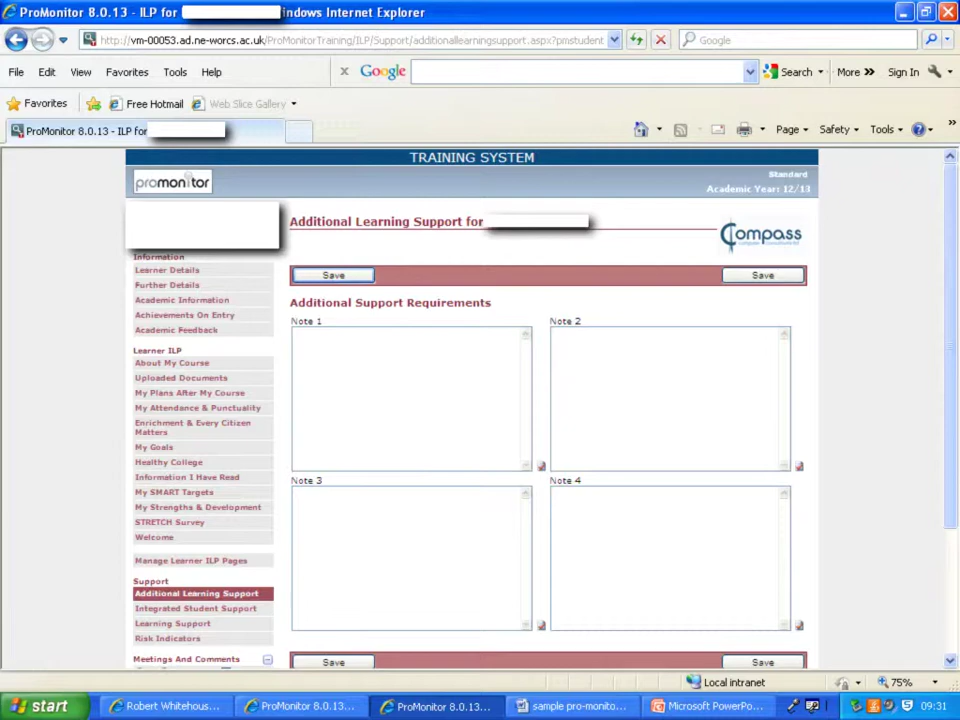 ProMonitor 8.0.13 - ILP for indows Internet Explorer
http://vm-00053.ad.ne-worcs.ac.uk/ProMonitorTraining/ILP/Support/additionallearningsupport.aspx?pmstudent
Google
File Edit View Favorites Tools Help
x Google Search More » Sign In
Favorites Free Hotmail Web Slice Gallery
ProMonitor 8.0.13 - ILP for
Page Safety Tools »
TRAINING SYSTEM
promonitor
Standard
Academic Year: 12/13
Additional Learning Support for
Compass
Information
Learner Details
Further Details
Academic Information
Achievements On Entry
Academic Feedback
Learner ILP
About My Course
Uploaded Documents
My Plans After My Course
My Attendance & Punctuality
Enrichment & Every Citizen
Matters
My Goals
Healthy College
Information I Have Read
My SMART Targets
My Strengths & Development
STRETCH Survey
Welcome
Manage Learner ILP Pages
Support
Additional Learning Support
Integrated Student Support
Learning Support
Risk Indicators
Meetings And Comments
Save Save
Additional Support Requirements
Note 1 Note 2
Note 3 Note 4
Save Save
Local intranet 75%
start Robert Whitehous... ProMonitor 8.0.13... ProMonitor 8.0.13... sample pro-monito... Microsoft PowerPo... 09:31